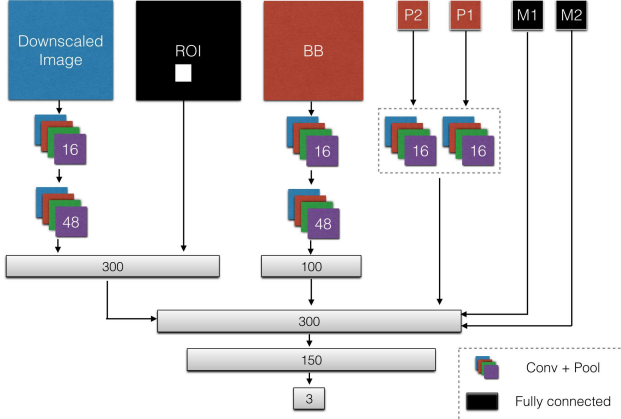 Downscaled
Image
ROI
BB
P2
P1
M1
M2
16
16
16
16
48
48
300
100
300
150
3
Conv + Pool
Fully connected